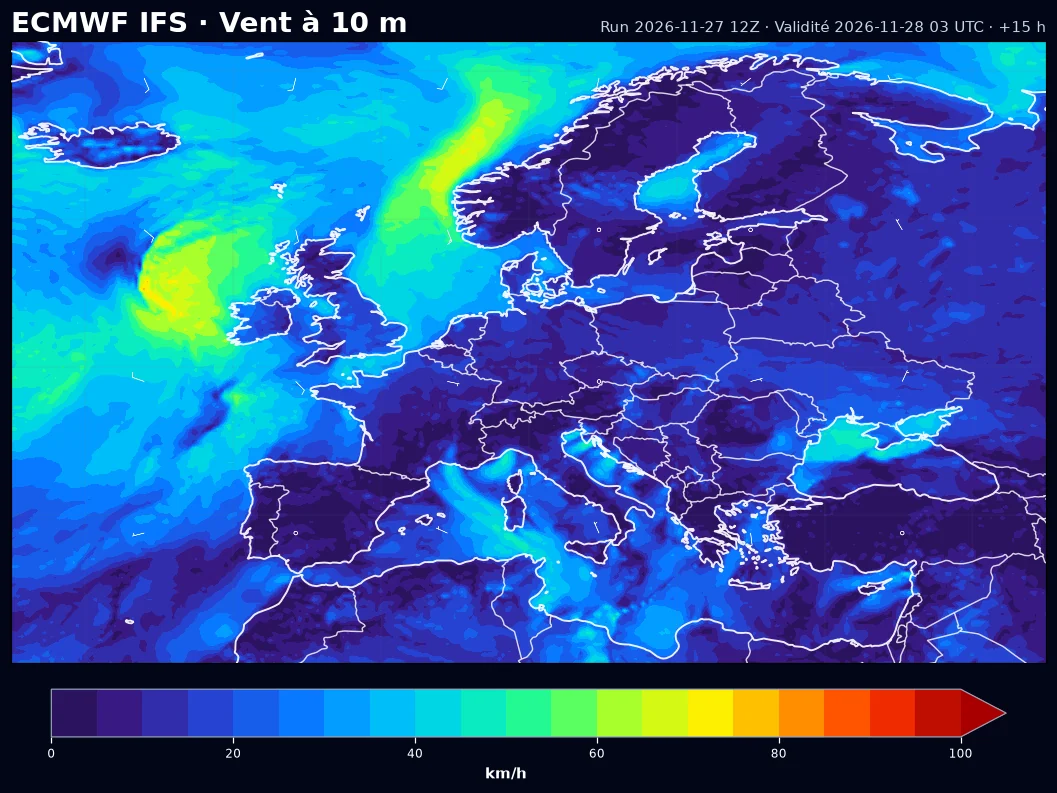 ECMWF IFS · Vent à 10 m
Run 2026-11-27 12Z · Validité 2026-11-28 03 UTC · +15 h
0 20 40 60 80 100
km/h